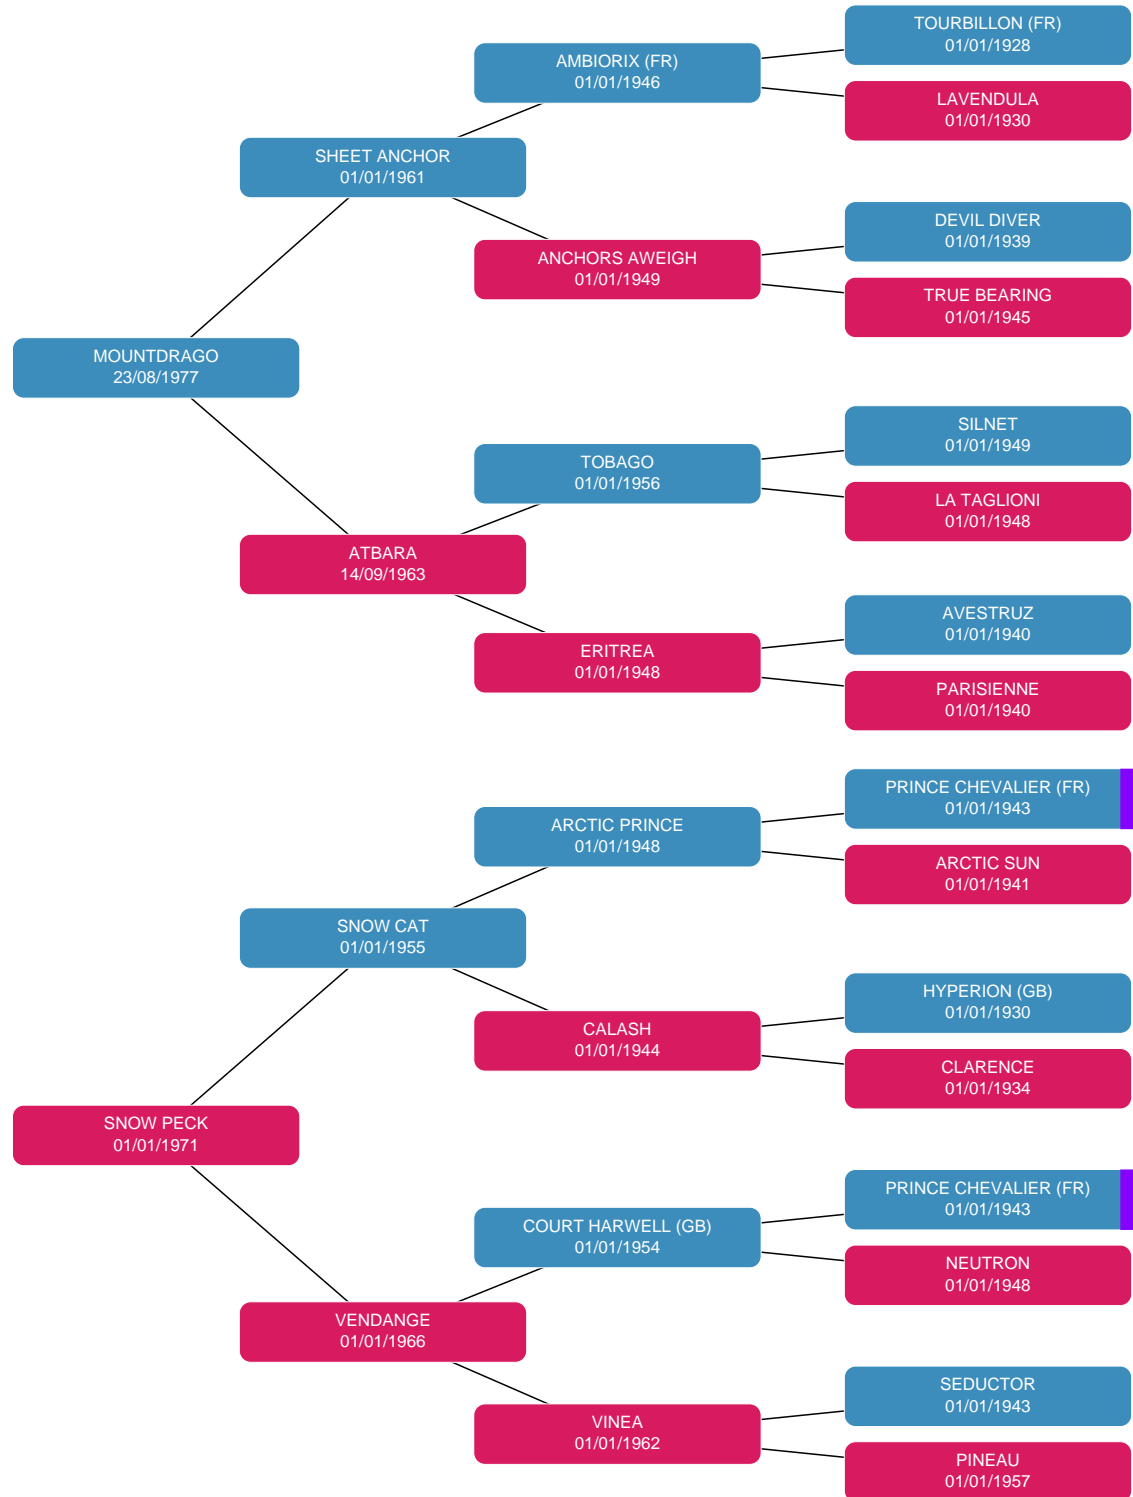 TOURBILLON (FR)
01/01/1928
AMBIORIX (FR)
01/01/1946
LAVENDULA
01/01/1930
SHEET ANCHOR
01/01/1961
DEVIL DIVER
01/01/1939
ANCHORS AWEIGH
01/01/1949
TRUE BEARING
01/01/1945
MOUNTDRAGO
23/08/1977
SILNET
01/01/1949
TOBAGO
01/01/1956
LA TAGLIONI
01/01/1948
ATBARA
14/09/1963
AVESTRUZ
01/01/1940
ERITREA
01/01/1948
PARISIENNE
01/01/1940
PRINCE CHEVALIER (FR)
01/01/1943
ARCTIC PRINCE
01/01/1948
ARCTIC SUN
01/01/1941
SNOW CAT
01/01/1955
HYPERION (GB)
01/01/1930
CALASH
01/01/1944
CLARENCE
01/01/1934
SNOW PECK
01/01/1971
PRINCE CHEVALIER (FR)
01/01/1943
COURT HARWELL (GB)
01/01/1954
NEUTRON
01/01/1948
VENDANGE
01/01/1966
SEDUCTOR
01/01/1943
VINEA
01/01/1962
PINEAU
01/01/1957